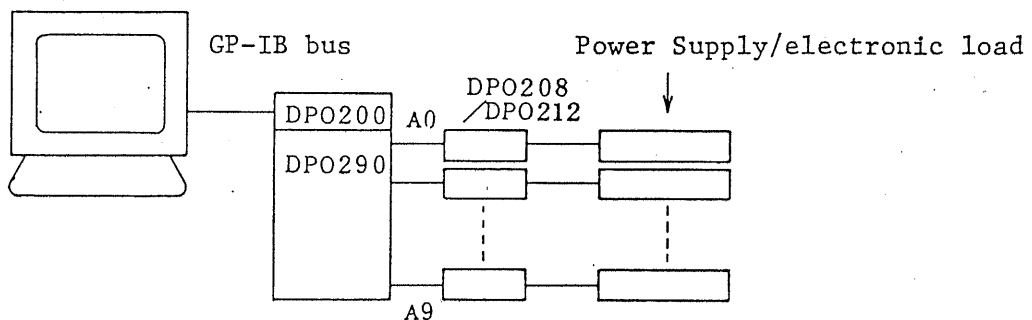 GP-IB bus
Power Supply/electronic load
DPO208
/DPO212
DPO200
A0
DPO290
A9